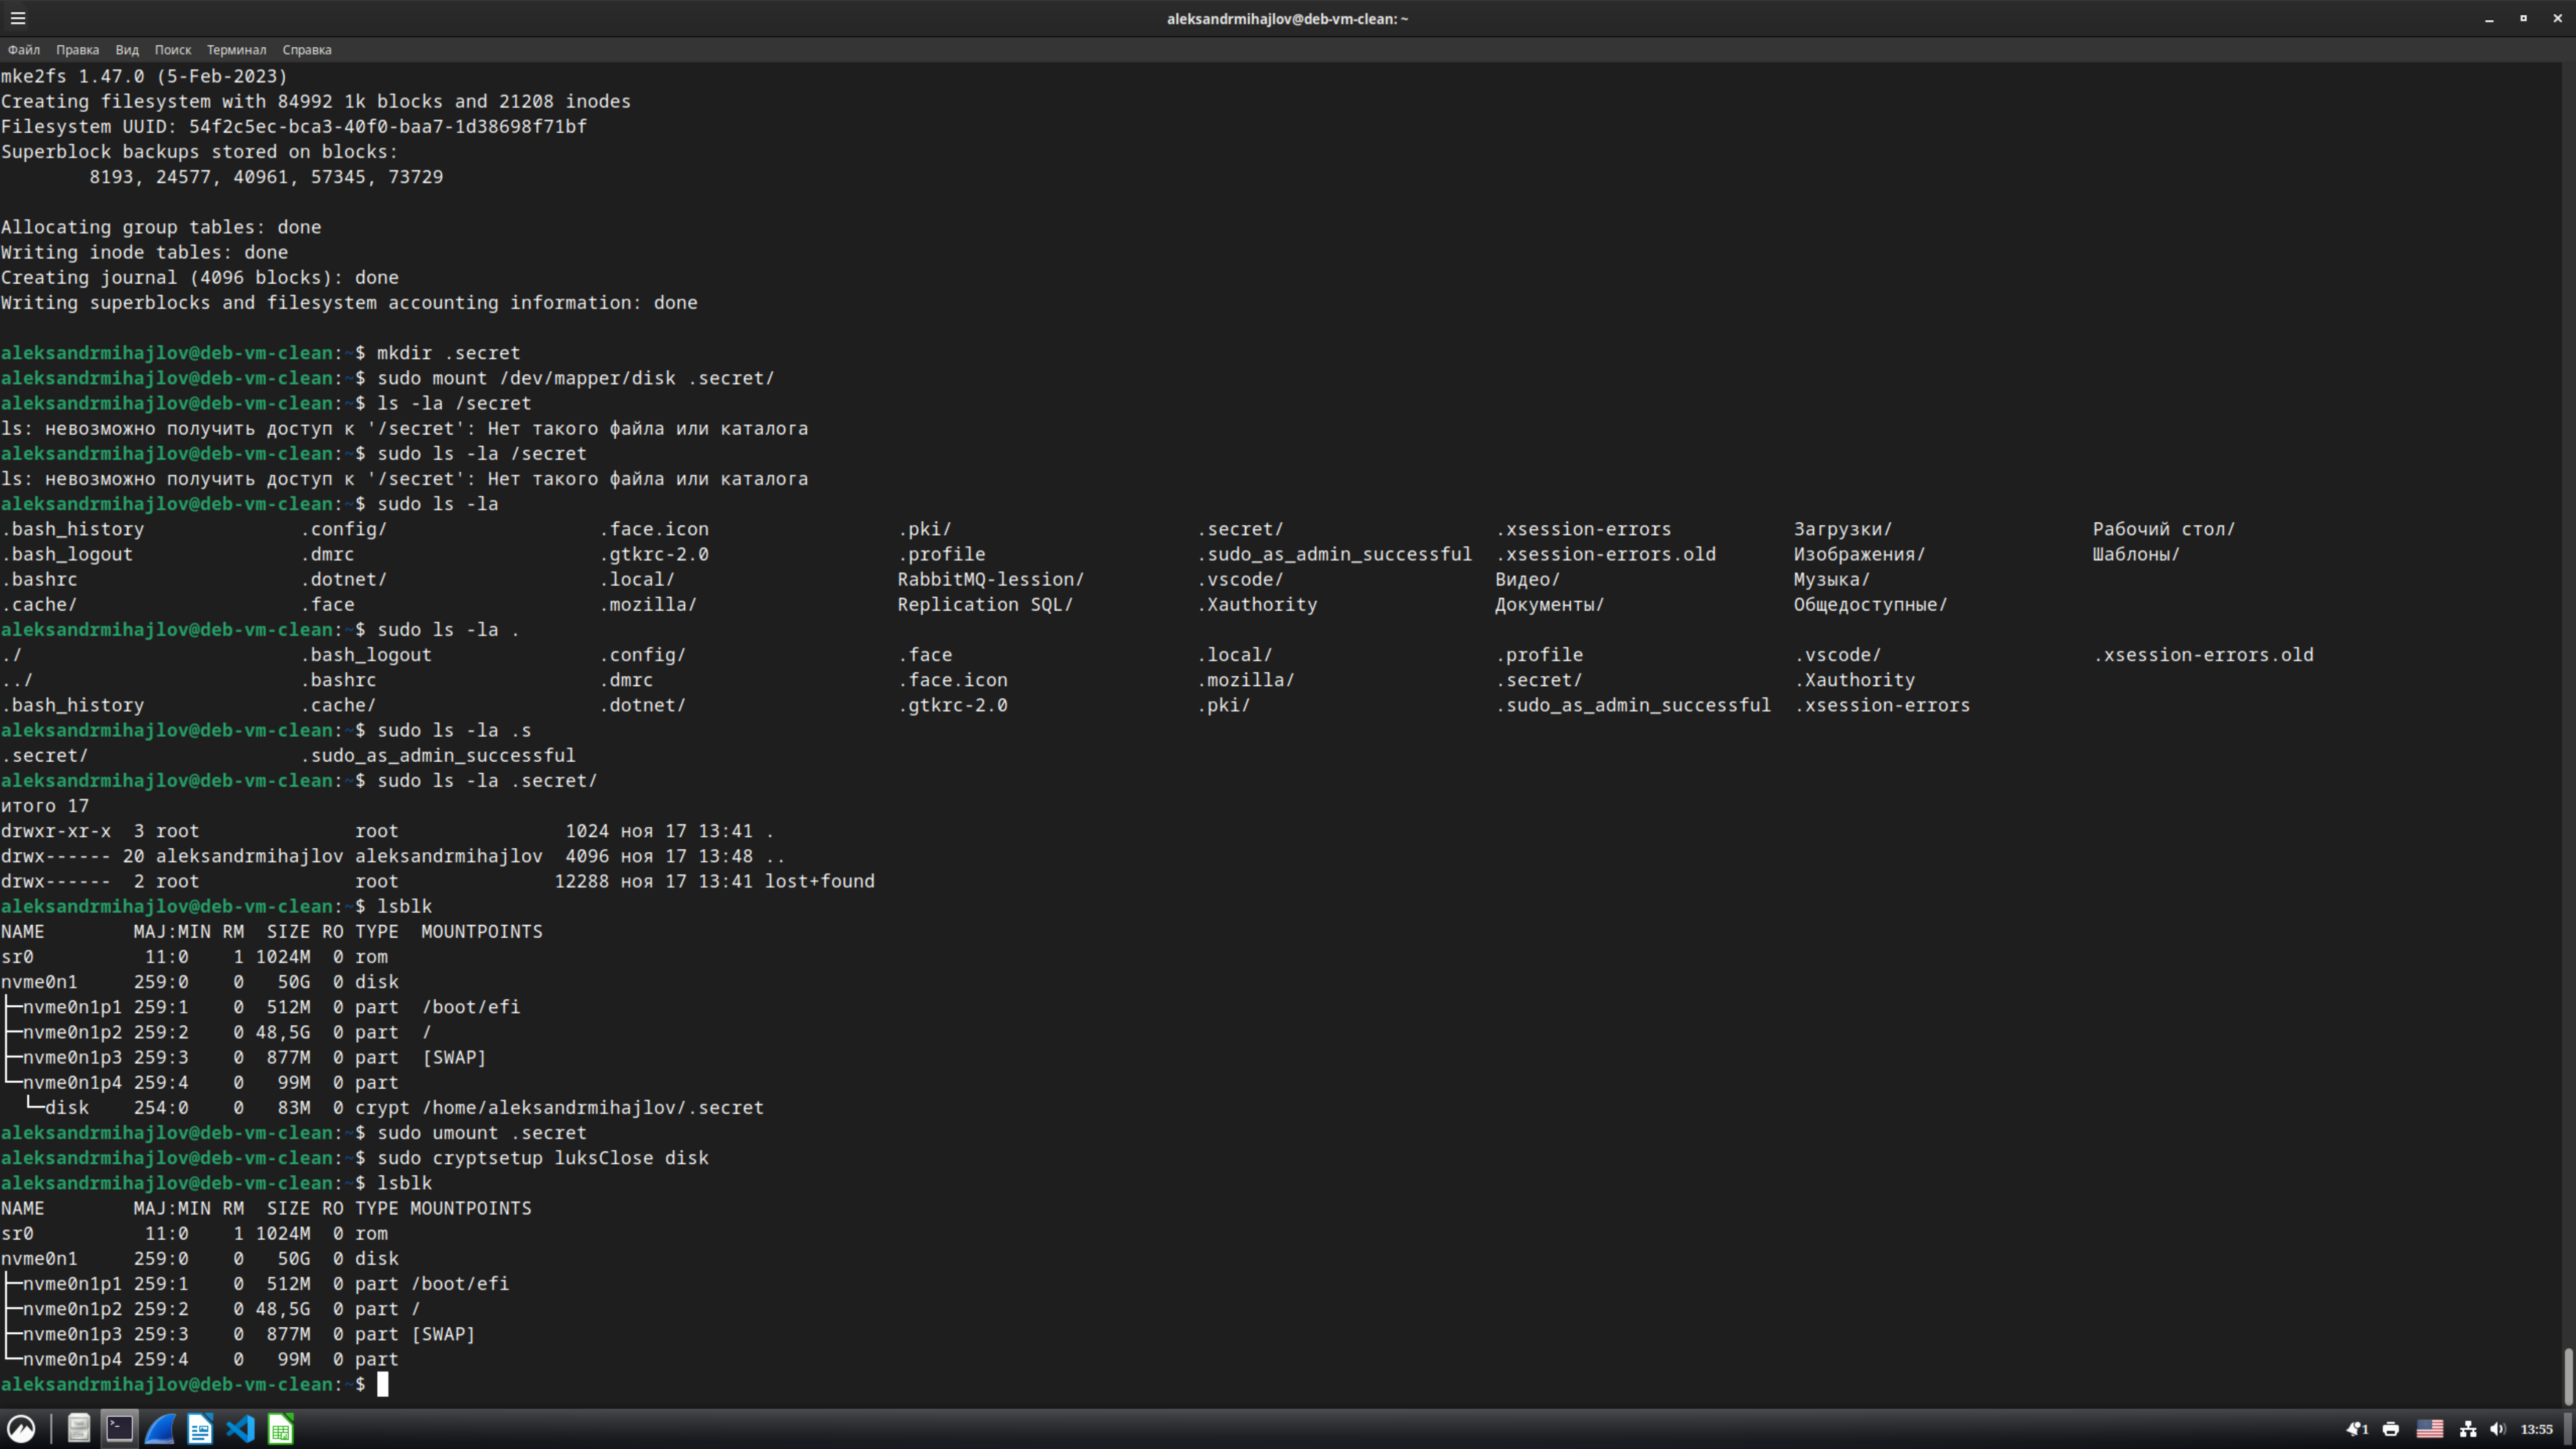 aleksandrmihajlov@deb-vm-clean: ~
Файл Правка Вид Поиск Терминал Справка
mke2fs 1.47.0 (5-Feb-2023)
Creating filesystem with 84992 1k blocks and 21208 inodes
Filesystem UUID: 54f2c5ec-bca3-40f0-baa7-1d38698f71bf
Superblock backups stored on blocks:
        8193, 24577, 40961, 57345, 73729
Allocating group tables: done
Writing inode tables: done
Creating journal (4096 blocks): done
Writing superblocks and filesystem accounting information: done
aleksandrmihajlov@deb-vm-clean:~$ mkdir .secret
aleksandrmihajlov@deb-vm-clean:~$ sudo mount /dev/mapper/disk .secret/
aleksandrmihajlov@deb-vm-clean:~$ ls -la /secret
ls: невозможно получить доступ к '/secret': Нет такого файла или каталога
aleksandrmihajlov@deb-vm-clean:~$ sudo ls -la /secret
ls: невозможно получить доступ к '/secret': Нет такого файла или каталога
aleksandrmihajlov@deb-vm-clean:~$ sudo ls -la
.bash_history .config/ .face.icon .pki/ .secret/ .xsession-errors Загрузки/ Рабочий стол/
.bash_logout .dmrc .gtkrc-2.0 .profile .sudo_as_admin_successful .xsession-errors.old Изображения/ Шаблоны/
.bashrc .dotnet/ .local/ RabbitMQ-lession/ .vscode/ Видео/ Музыка/
.cache/ .face .mozilla/ Replication SQL/ .Xauthority Документы/ Общедоступные/
aleksandrmihajlov@deb-vm-clean:~$ sudo ls -la .
./ .bash_logout .config/ .face .local/ .profile .vscode/ .xsession-errors.old
../ .bashrc .dmrc .face.icon .mozilla/ .secret/ .Xauthority
.bash_history .cache/ .dotnet/ .gtkrc-2.0 .pki/ .sudo_as_admin_successful .xsession-errors
aleksandrmihajlov@deb-vm-clean:~$ sudo ls -la .s
.secret/ .sudo_as_admin_successful
aleksandrmihajlov@deb-vm-clean:~$ sudo ls -la .secret/
итого 17
drwxr-xr-x  3 root              root               1024 ноя 17 13:41 .
drwx------ 20 aleksandrmihajlov aleksandrmihajlov  4096 ноя 17 13:48 ..
drwx------  2 root              root              12288 ноя 17 13:41 lost+found
aleksandrmihajlov@deb-vm-clean:~$ lsblk
NAME        MAJ:MIN RM  SIZE RO TYPE  MOUNTPOINTS
sr0          11:0    1 1024M  0 rom
nvme0n1     259:0    0   50G  0 disk
├─nvme0n1p1 259:1    0  512M  0 part  /boot/efi
├─nvme0n1p2 259:2    0 48,5G  0 part  /
├─nvme0n1p3 259:3    0  877M  0 part  [SWAP]
└─nvme0n1p4 259:4    0   99M  0 part
  └─disk    254:0    0   83M  0 crypt /home/aleksandrmihajlov/.secret
aleksandrmihajlov@deb-vm-clean:~$ sudo umount .secret
aleksandrmihajlov@deb-vm-clean:~$ sudo cryptsetup luksClose disk
aleksandrmihajlov@deb-vm-clean:~$ lsblk
NAME        MAJ:MIN RM  SIZE RO TYPE MOUNTPOINTS
sr0          11:0    1 1024M  0 rom
nvme0n1     259:0    0   50G  0 disk
├─nvme0n1p1 259:1    0  512M  0 part /boot/efi
├─nvme0n1p2 259:2    0 48,5G  0 part /
├─nvme0n1p3 259:3    0  877M  0 part [SWAP]
└─nvme0n1p4 259:4    0   99M  0 part
aleksandrmihajlov@deb-vm-clean:~$
1 13:55